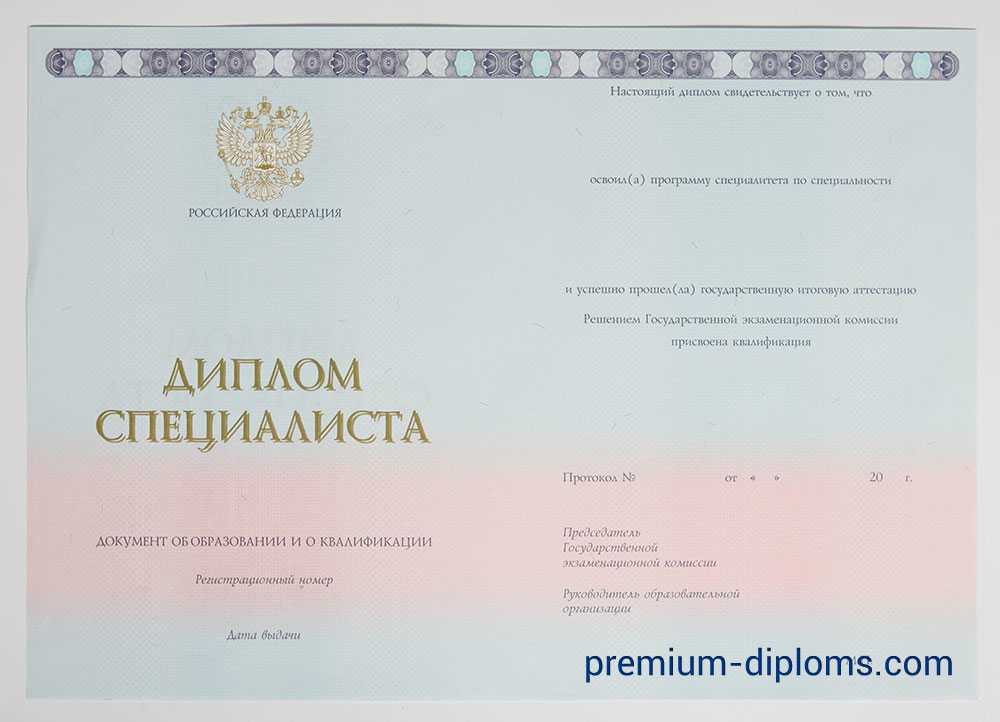 РОССИЙСКАЯ ФЕДЕРАЦИЯ
ДИПЛОМ
СПЕЦИАЛИСТА
ДОКУМЕНТ ОБ ОБРАЗОВАНИИ И О КВАЛИФИКАЦИИ
Регистрационный номер
Дата выдачи
Настоящий диплом свидетельствует о том, что
освоил(а) программу специалитета по специальности
и успешно прошел(ла) государственную итоговую аттестацию
Решением Государственной экзаменационной комиссии
присвоена квалификация
Протокол № от « » 20 г.
Председатель
Государственной
экзаменационной комиссии
Руководитель образовательной
организации
premium-diploms.com